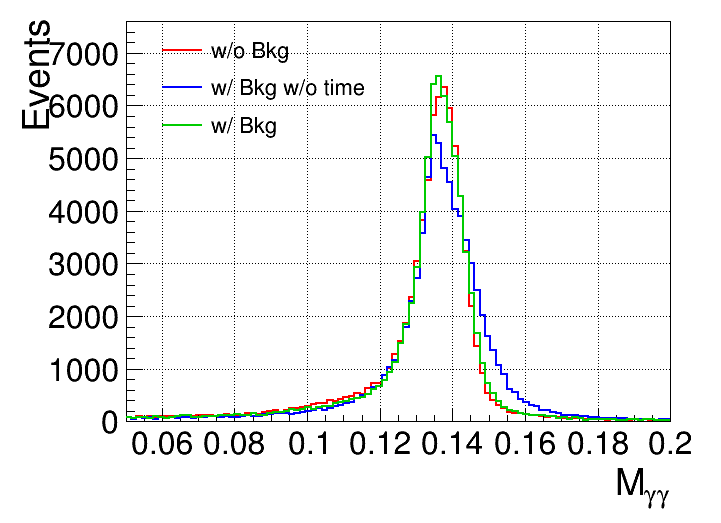 Events
7000
6000
5000
4000
3000
2000
1000
0
w/o Bkg
w/ Bkg w/o time
w/ Bkg
0.06 0.08 0.1 0.12 0.14 0.16 0.18 0.2
Mγγ